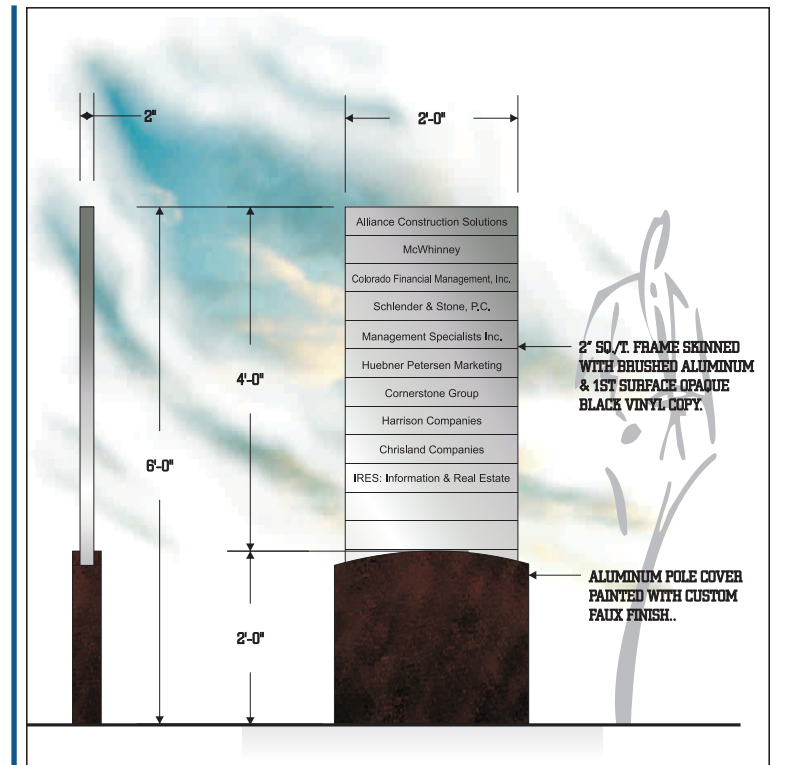 2"
2'-0"
Alliance Construction Solutions
McWhinney
Colorado Financial Management, Inc.
Schlender & Stone, P.C.
Management Specialists Inc.
Huebner Petersen Marketing
Cornerstone Group
Harrison Companies
Chrisland Companies
IRES: Information & Real Estate
4'-0"
6'-0"
2'-0"
2" SQ./T. FRAME SKINNED
WITH BRUSHED ALUMINUM
& 1ST SURFACE OPAQUE
BLACK VINYL COPY.
ALUMINUM POLE COVER
PAINTED WITH CUSTOM
FAUX FINISH..